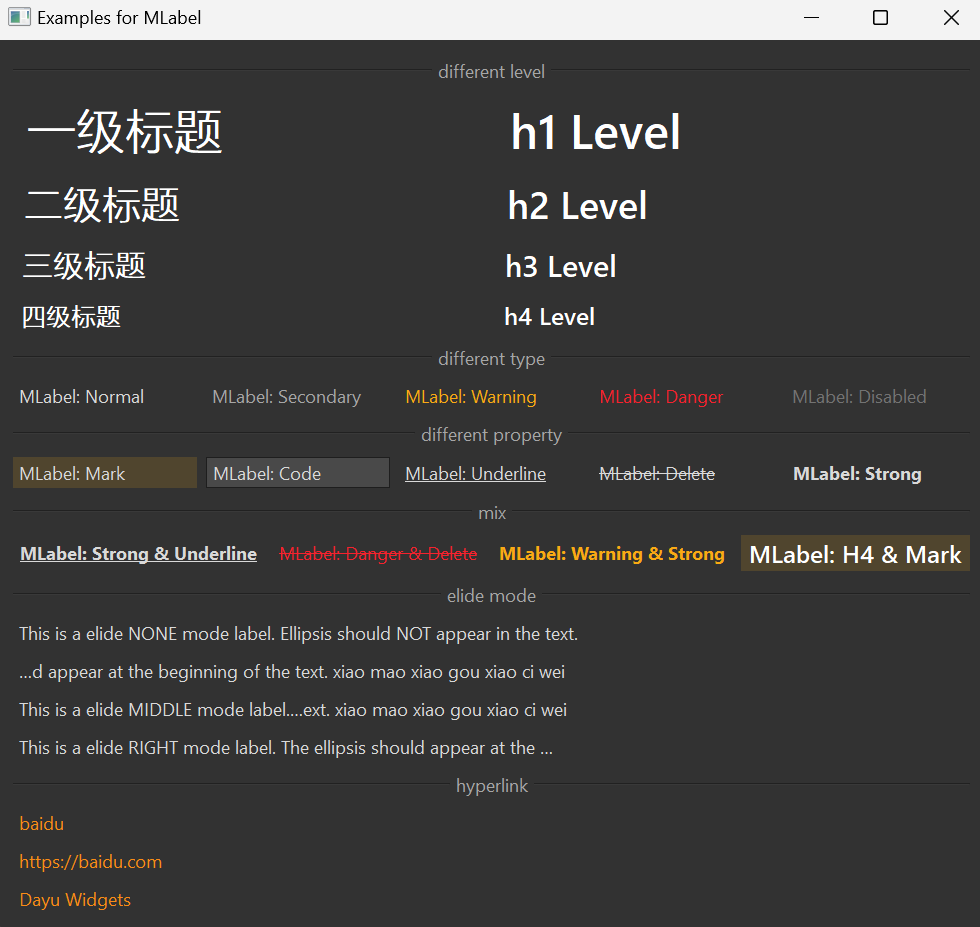 Examples for MLabel
different level
一级标题 h1 Level
二级标题 h2 Level
三级标题 h3 Level
四级标题 h4 Level
different type
MLabel: Normal MLabel: Secondary MLabel: Warning MLabel: Danger MLabel: Disabled
different property
MLabel: Mark MLabel: Code MLabel: Underline MLabel: Delete MLabel: Strong
mix
MLabel: Strong & Underline MLabel: Danger & Delete MLabel: Warning & Strong MLabel: H4 & Mark
elide mode
This is a elide NONE mode label. Ellipsis should NOT appear in the text.
…d appear at the beginning of the text. xiao mao xiao gou xiao ci wei
This is a elide MIDDLE mode label.…ext. xiao mao xiao gou xiao ci wei
This is a elide RIGHT mode label. The ellipsis should appear at the …
hyperlink
baidu
https://baidu.com
Dayu Widgets